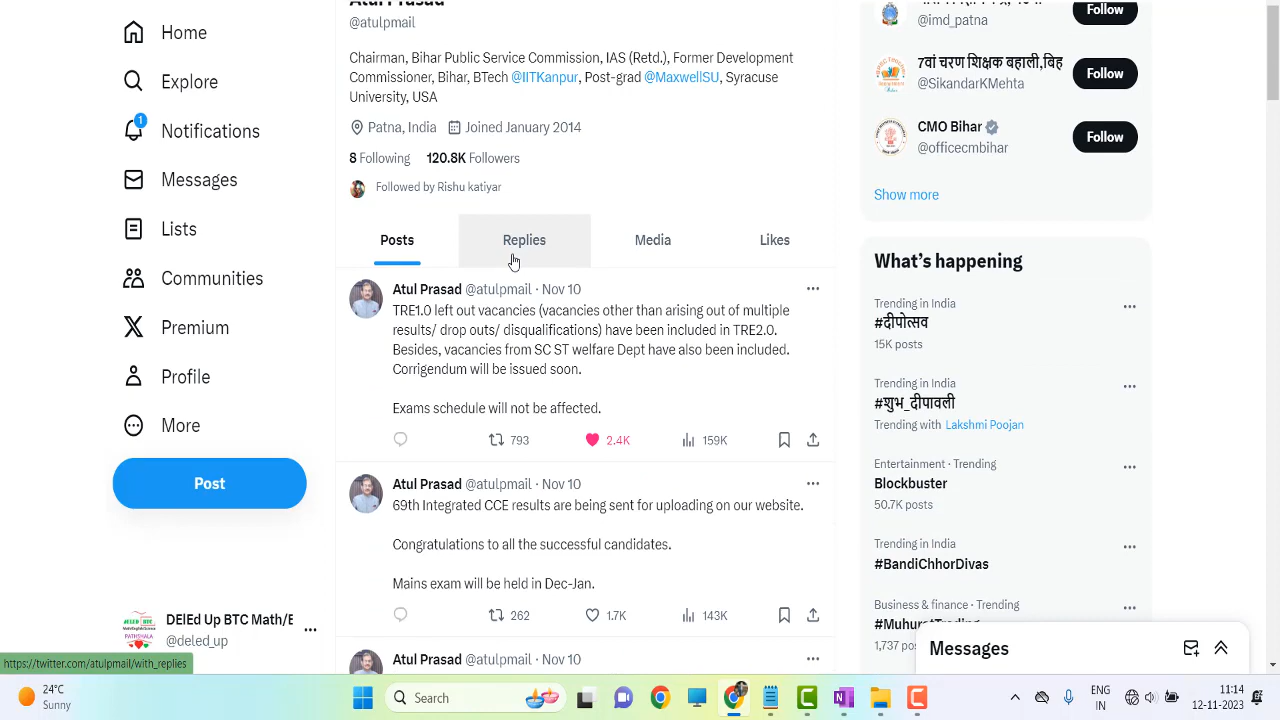 Atul Prasad
@atulpmail
Chairman, Bihar Public Service Commission, IAS (Retd.), Former Development
Commissioner, Bihar, BTech @IITKanpur, Post-grad @MaxwellSU, Syracuse
University, USA
Patna, India Joined January 2014
8 Following 120.8K Followers
Followed by Rishu katiyar
Posts Replies Media Likes
Atul Prasad @atulpmail · Nov 10
TRE1.0 left out vacancies (vacancies other than arising out of multiple
results/ drop outs/ disqualifications) have been included in TRE2.0.
Besides, vacancies from SC ST welfare Dept have also been included.
Corrigendum will be issued soon.
Exams schedule will not be affected.
793 2.4K 159K
Atul Prasad @atulpmail · Nov 10
69th Integrated CCE results are being sent for uploading on our website.
Congratulations to all the successful candidates.
Mains exam will be held in Dec-Jan.
262 1.7K 143K
Atul Prasad @atulpmail · Nov 10
Home
Explore
1
Notifications
Messages
Lists
Communities
Premium
Profile
More
Post
DElEd Up BTC Math/E
@deled_up
https://twitter.com/atulpmail/with_replies
@imd_patna
Follow
7वां चरण शिक्षक बहाली,बिह
@SikandarKMehta
Follow
CMO Bihar
@officecmbihar
Follow
Show more
What's happening
Trending in India
#दीपोत्सव
15K posts
Trending in India
#शुभ_दीपावली
Trending with Lakshmi Poojan
Entertainment · Trending
Blockbuster
50.7K posts
Trending in India
#BandiChhorDivas
Business & finance · Trending
#MuhuratTrading
1,737 pos
Messages
24°C
Sunny
Search
ENG
IN
11:14
12-11-2023